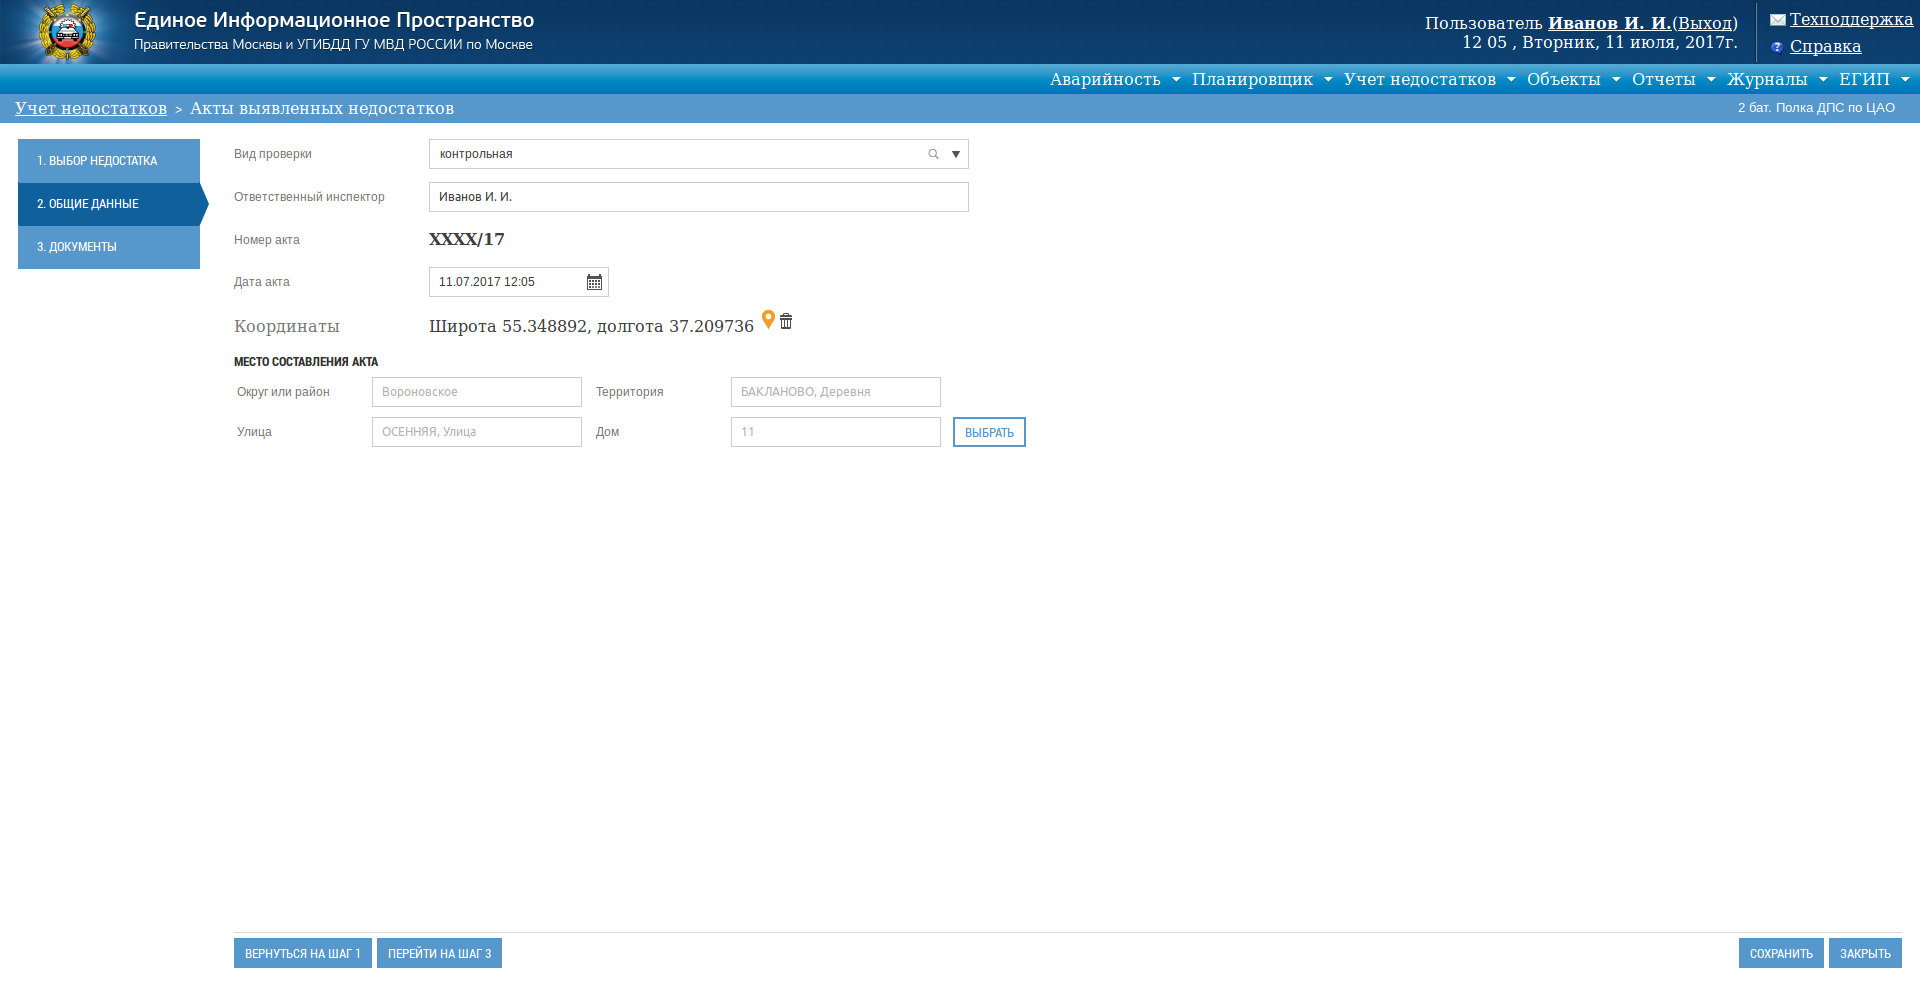 Единое Информационное Пространство
Правительства Москвы и УГИБДД ГУ МВД РОССИИ по Москве
Пользователь Иванов И. И.(Выход)
12 05 , Вторник, 11 июля, 2017г.
Техподдержка
Справка
Аварийность Планировщик Учет недостатков Объекты Отчеты Журналы ЕГИП
Учет недостатков > Акты выявленных недостатков
2 бат. Полка ДПС по ЦАО
1. ВЫБОР НЕДОСТАТКА
2. ОБЩИЕ ДАННЫЕ
3. ДОКУМЕНТЫ
Вид проверки контрольная
Ответственный инспектор Иванов И. И.
Номер акта XXXX/17
Дата акта 11.07.2017 12:05
Координаты Широта 55.348892, долгота 37.209736
МЕСТО СОСТАВЛЕНИЯ АКТА
Округ или район Вороновское Территория БАКЛАНОВО, Деревня
Улица ОСЕННЯЯ, Улица Дом 11 ВЫБРАТЬ
ВЕРНУТЬСЯ НА ШАГ 1 ПЕРЕЙТИ НА ШАГ 3 СОХРАНИТЬ ЗАКРЫТЬ